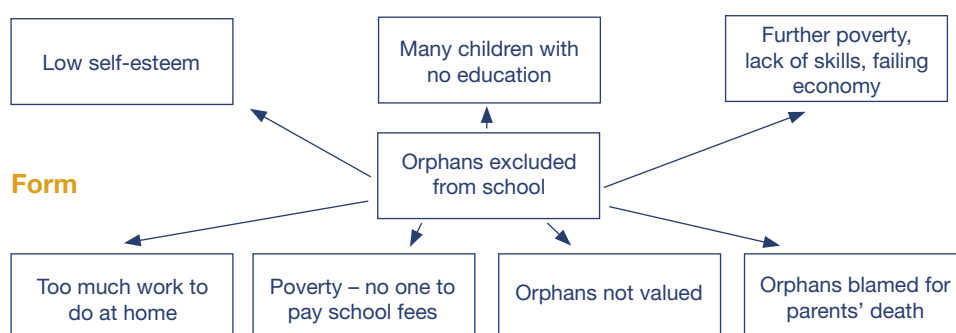 Low self-esteem
Many children with
no education
Further poverty,
lack of skills, failing
economy
Orphans excluded
from school
Form
Too much work to
do at home
Poverty – no one to
pay school fees
Orphans not valued
Orphans blamed for
parents’ death